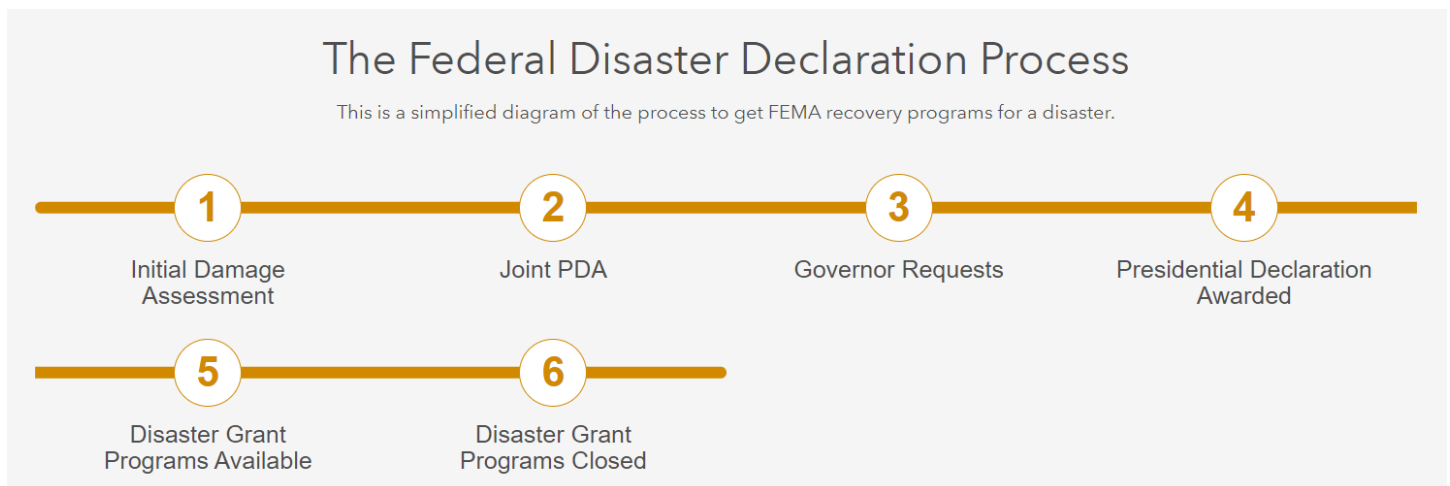 The Federal Disaster Declaration Process
This is a simplified diagram of the process to get FEMA recovery programs for a disaster.
1
Initial Damage
Assessment
2
Joint PDA
3
Governor Requests
4
Presidential Declaration
Awarded
5
Disaster Grant
Programs Available
6
Disaster Grant
Programs Closed